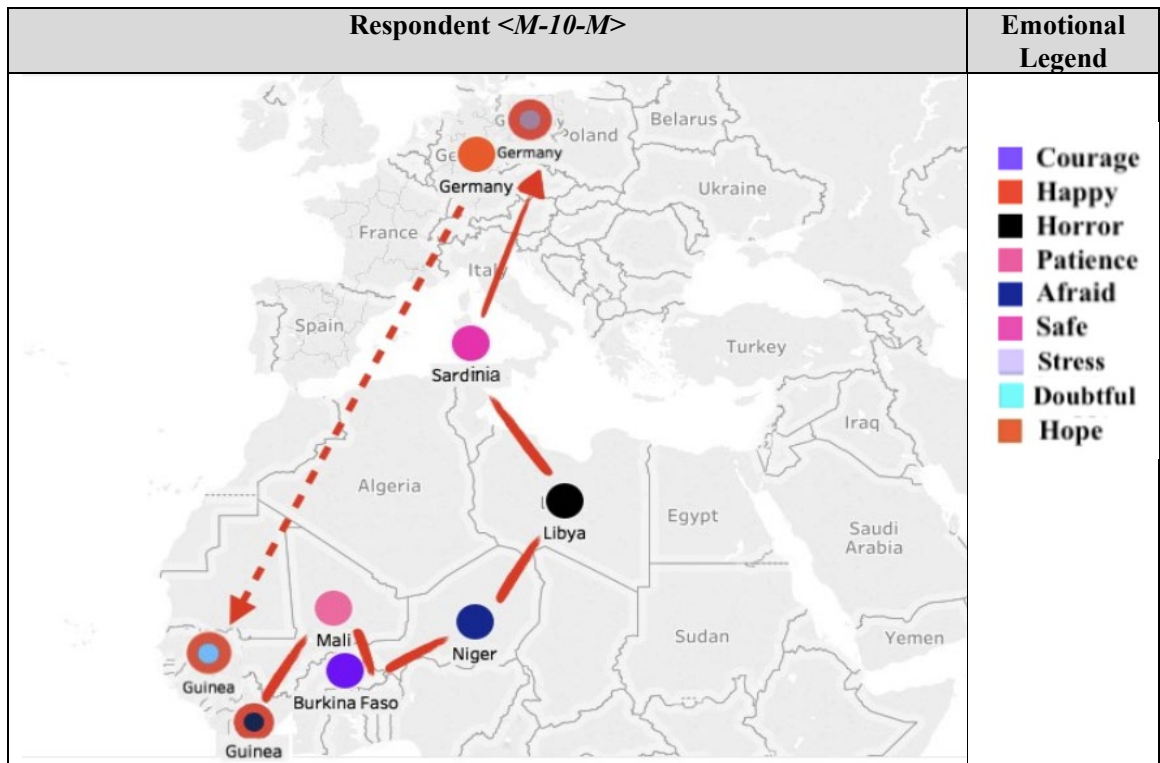 Respondent <M-10-M>
Emotional
Legend
Belarus
Poland
Germany
Germany
Ukraine
France
Italy
Spain
Turkey
Sardinia
Iraq
Algeria
Egypt
Libya
Saudi
Arabia
Mali
Niger
Sudan
Yemen
Guinea
Burkina Faso
Guinea
Courage
Happy
Horror
Patience
Afraid
Safe
Stress
Doubtful
Hope